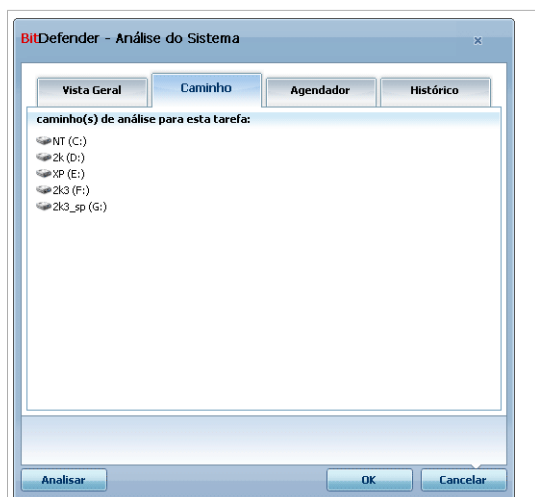 BitDefender - Análise do Sistema
x
Vista Geral Caminho Agendador Histórico
caminho(s) de análise para esta tarefa:
NT (C:)
2k (D:)
XP (E:)
2k3 (F:)
2k3_sp (G:)
Analisar OK Cancelar